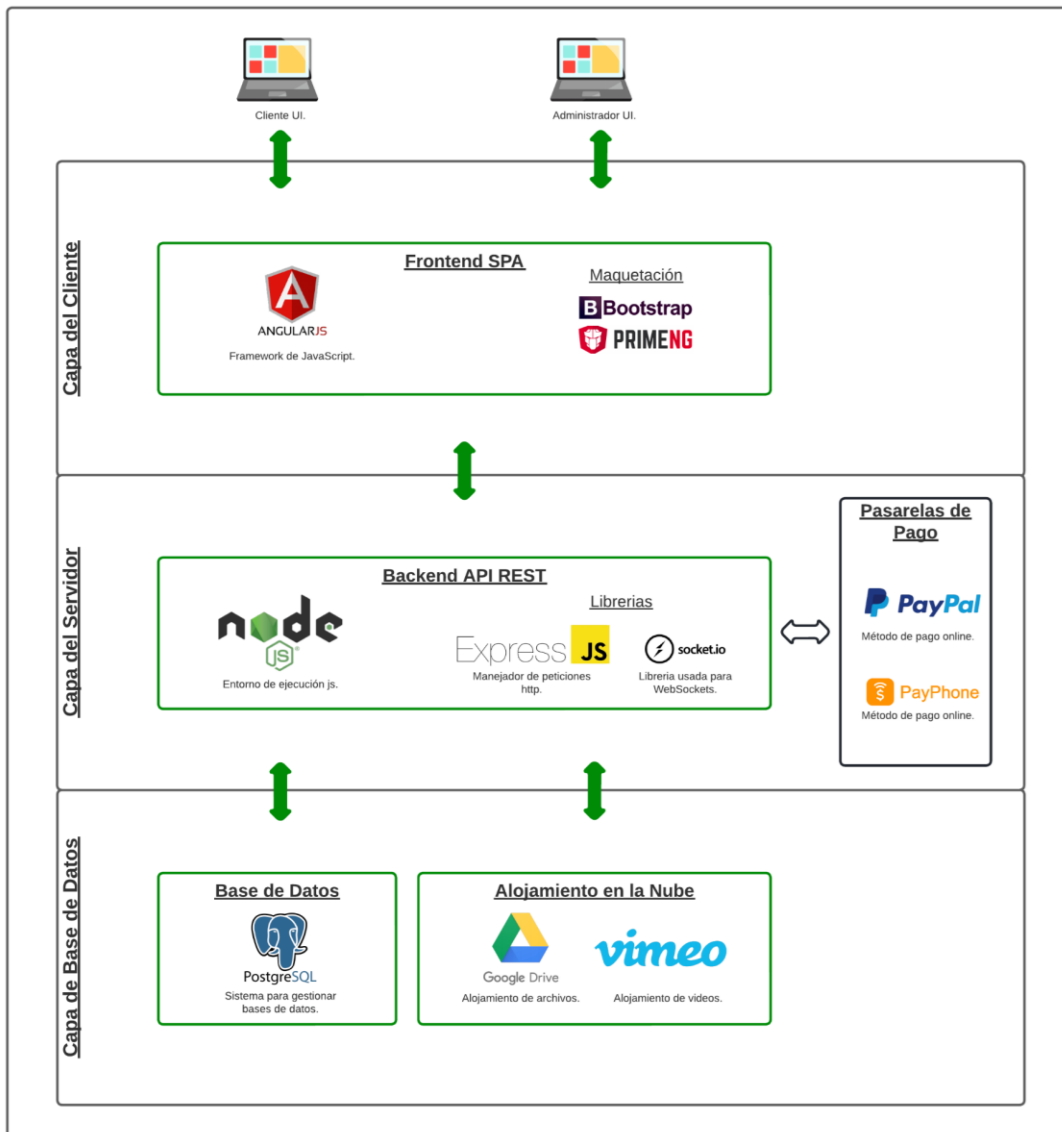 Cliente UI.
Administrador UI.
Capa del Cliente
Frontend SPA
ANGULARJS
Framework de JavaScript.
Maquetación
B Bootstrap
PRIMENG
Capa del Servidor
Backend API REST
node
JS
Entorno de ejecución js.
Librerias
Express JS
Manejador de peticiones
http.
socket.io
Libreria usada para
WebSockets.
Pasarelas de
Pago
PayPal
Método de pago online.
PayPhone
Método de pago online.
Capa de Base de Datos
Base de Datos
PostgreSQL
Sistema para gestionar
bases de datos.
Alojamiento en la Nube
Google Drive
Alojamiento de archivos.
vimeo
Alojamiento de videos.